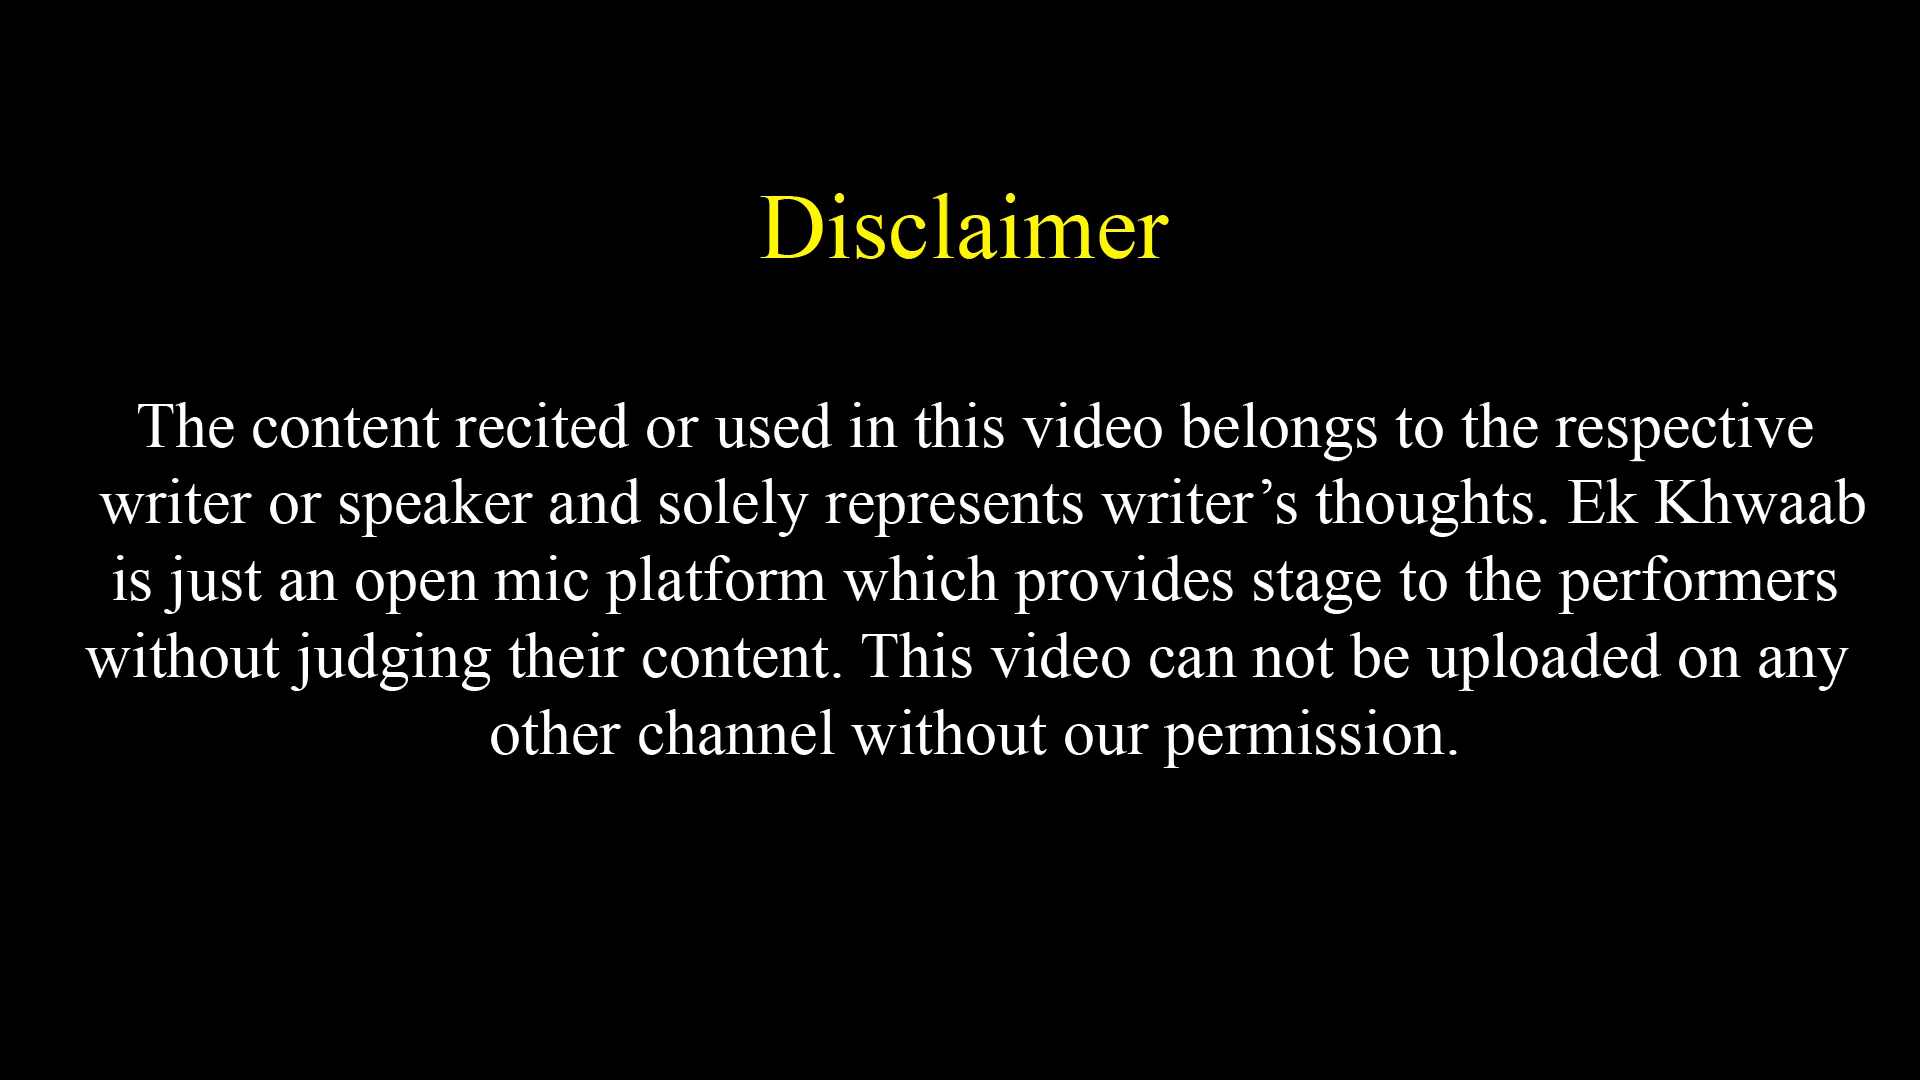 Disclaimer
The content recited or used in this video belongs to the respective
writer or speaker and solely represents writer’s thoughts. Ek Khwaab
is just an open mic platform which provides stage to the performers
without judging their content. This video can not be uploaded on any
other channel without our permission.